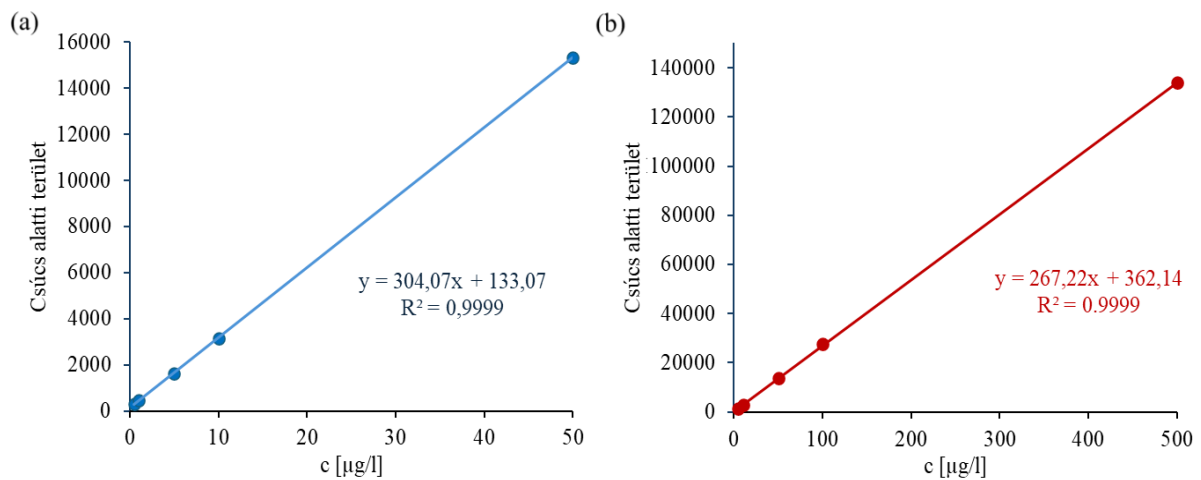 (a)
16000
14000
12000
10000
8000
6000
4000
2000
0
Csúcs alatti terület
y = 304,07x + 133,07
R² = 0,9999
0 10 20 30 40 50
c [µg/l]
(b)
140000
120000
100000
80000
60000
40000
20000
0
Csúcs alatti terület
y = 267,22x + 362,14
R² = 0.9999
0 100 200 300 400 500
c [µg/l]